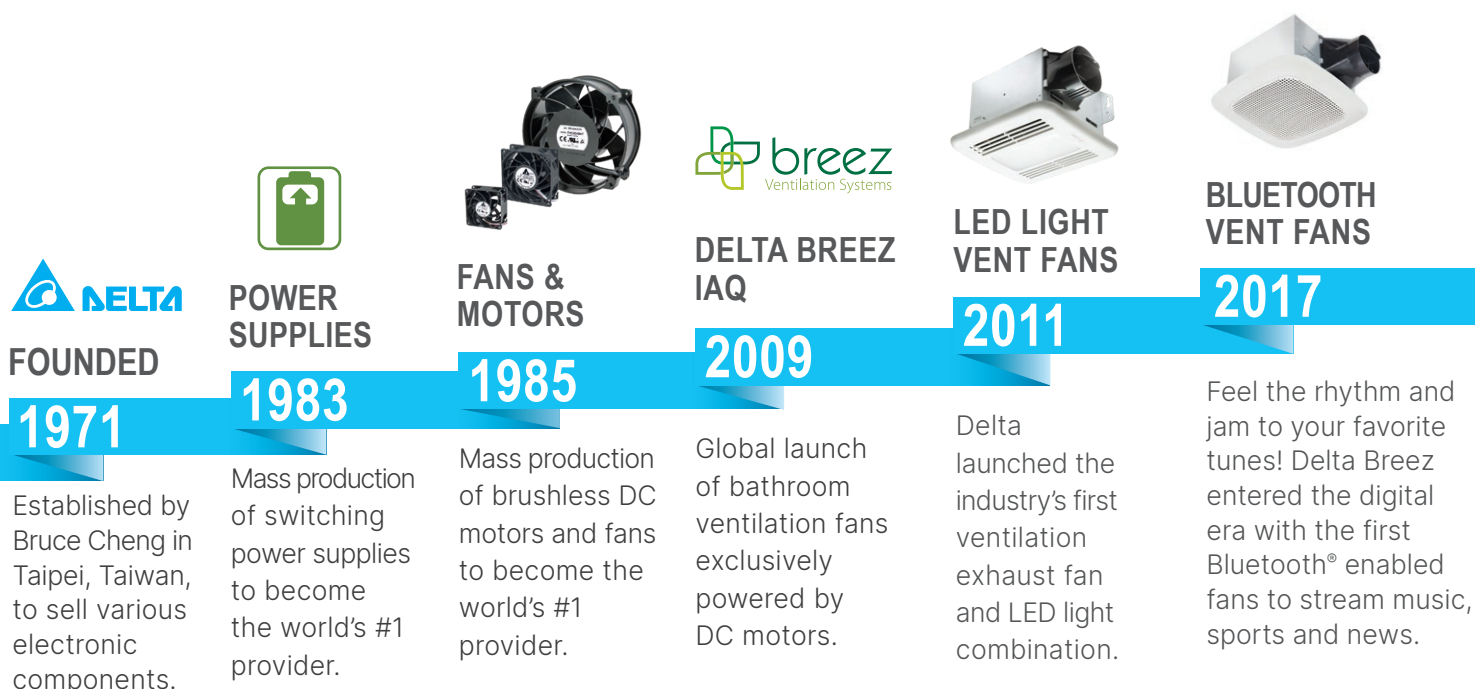 DELTA
FOUNDED
1971
Established by
Bruce Cheng in
Taipei, Taiwan,
to sell various
electronic
components.
POWER
SUPPLIES
1983
Mass production
of switching
power supplies
to become
the world’s #1
provider.
FANS &
MOTORS
1985
Mass production
of brushless DC
motors and fans
to become the
world’s #1
provider.
breez
Ventilation Systems
DELTA BREEZ
IAQ
2009
Global launch
of bathroom
ventilation fans
exclusively
powered by
DC motors.
LED LIGHT
VENT FANS
2011
Delta
launched the
industry’s first
ventilation
exhaust fan
and LED light
combination.
BLUETOOTH
VENT FANS
2017
Feel the rhythm and
jam to your favorite
tunes! Delta Breez
entered the digital
era with the first
Bluetooth® enabled
fans to stream music,
sports and news.